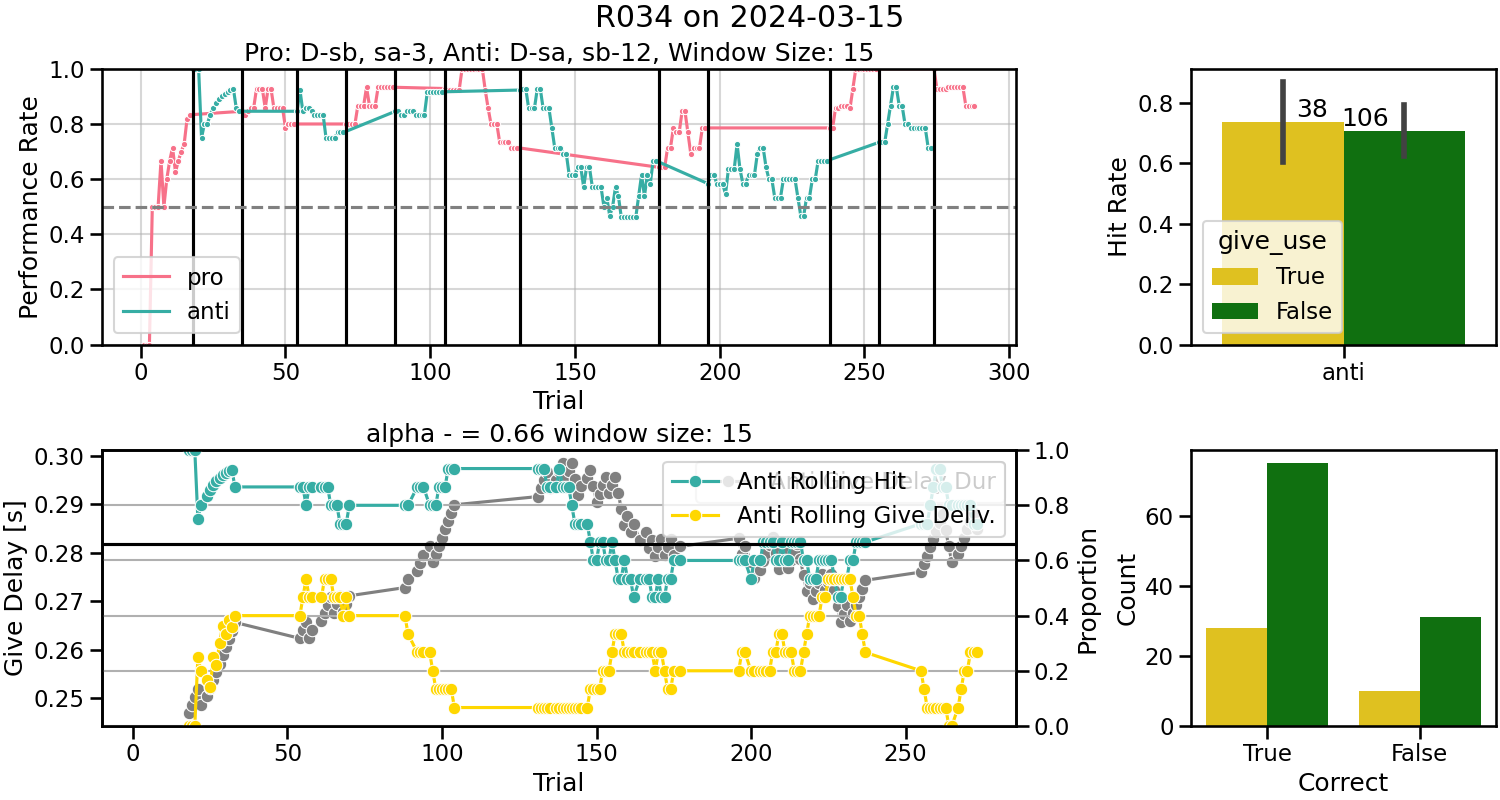 R034 on 2024-03-15
Pro: D-sb, sa-3, Anti: D-sa, sb-12, Window Size: 15
Performance Rate
1.0
0.8
0.6
0.4
0.2
0.0
pro
anti
0 50 100 150 200 250 300
Trial
Hit Rate
0.8
0.6
0.4
0.2
0.0
38 106
give_use
True
False
anti
alpha - = 0.66 window size: 15
Give Delay [s]
0.30
0.29
0.28
0.27
0.26
0.25
Anti Give Delay Dur
Anti Rolling Hit
Anti Rolling Give Deliv.
1.0
0.8
0.6
0.4
0.2
0.0
Proportion
0 50 100 150 200 250
Trial
Count
60
40
20
0
True False
Correct